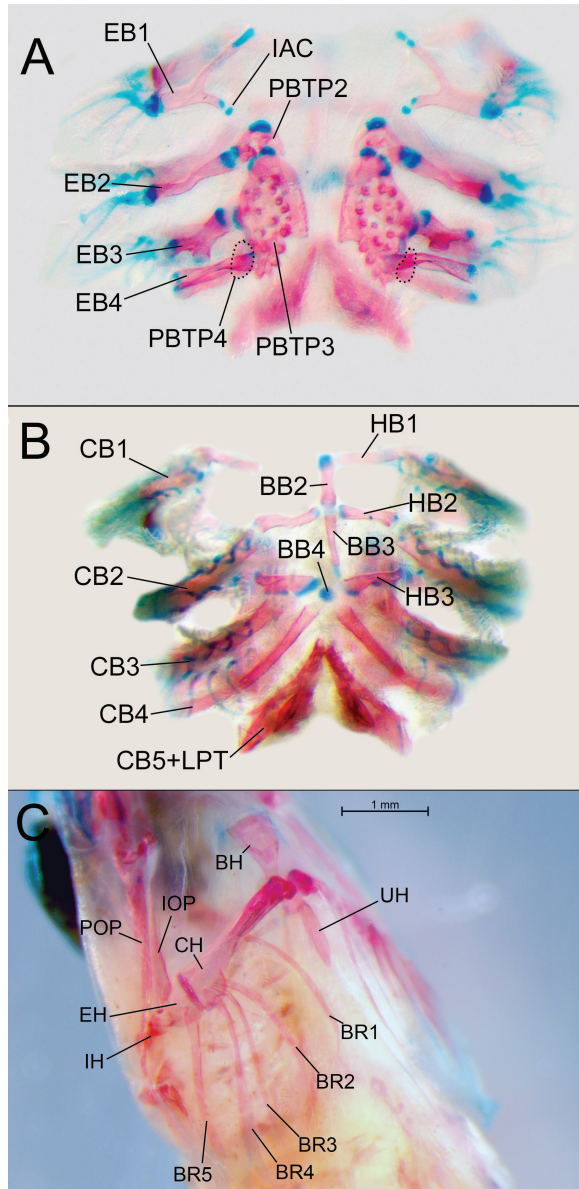 A
EB1
IAC
PBTP2
EB2
EB3
EB4
PBTP4
PBTP3
B
HB1
CB1
BB2
HB2
BB4
BB3
CB2
HB3
CB3
CB4
CB5+LPT
C
1 mm
BH
UH
IOP
POP
CH
EH
BR1
IH
BR2
BR3
BR4
BR5